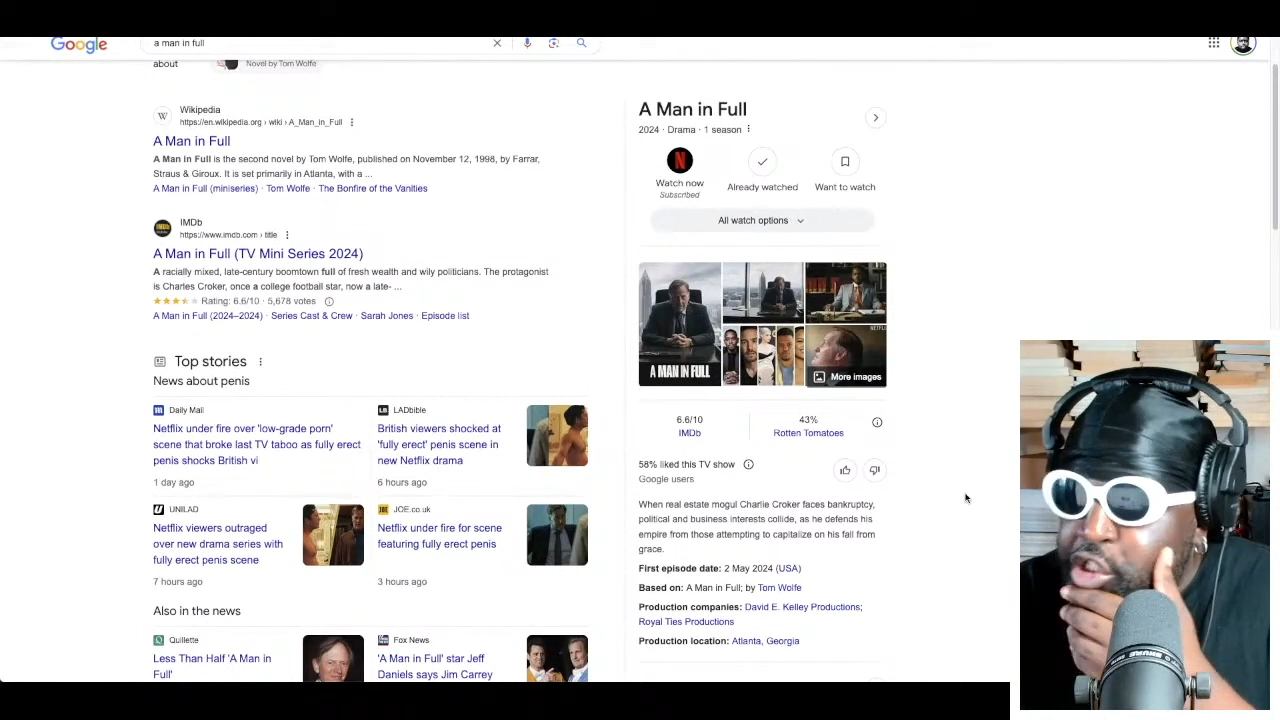 Google
a man in full
about
Novel by Tom Wolfe
W
Wikipedia
https://en.wikipedia.org › wiki › A_Man_in_Full
A Man in Full
A Man in Full is the second novel by Tom Wolfe, published on November 12, 1998, by Farrar,
Straus & Giroux. It is set primarily in Atlanta, with a ...
A Man in Full (miniseries) · Tom Wolfe · The Bonfire of the Vanities
IMDb
IMDb
https://www.imdb.com › title
A Man in Full (TV Mini Series 2024)
A racially mixed, late-century boomtown full of fresh wealth and wily politicians. The protagonist
is Charles Croker, once a college football star, now a late- ...
Rating: 6.6/10 · 5,678 votes
A Man in Full (2024–2024) · Series Cast & Crew · Sarah Jones · Episode list
Top stories
News about penis
Daily Mail
Netflix under fire over 'low-grade porn'
scene that broke last TV taboo as fully erect
penis shocks British vi
1 day ago
LADbible
British viewers shocked at
'fully erect' penis scene in
new Netflix drama
6 hours ago
UNILAD
Netflix viewers outraged
over new drama series with
fully erect penis scene
7 hours ago
JOE.co.uk
Netflix under fire for scene
featuring fully erect penis
3 hours ago
Also in the news
Quillette
Less Than Half 'A Man in
Full'
Fox News
'A Man in Full' star Jeff
Daniels says Jim Carrey
A Man in Full
2024 · Drama · 1 season
N
Watch now
Subscribed
Already watched
Want to watch
All watch options
A MAN IN FULL
NETFLIX
More images
6.6/10
IMDb
43%
Rotten Tomatoes
58% liked this TV show
Google users
When real estate mogul Charlie Croker faces bankruptcy,
political and business interests collide, as he defends his
empire from those attempting to capitalize on his fall from
grace.
First episode date: 2 May 2024 (USA)
Based on: A Man in Full; by Tom Wolfe
Production companies: David E. Kelley Productions;
Royal Ties Productions
Production location: Atlanta, Georgia
SHURE